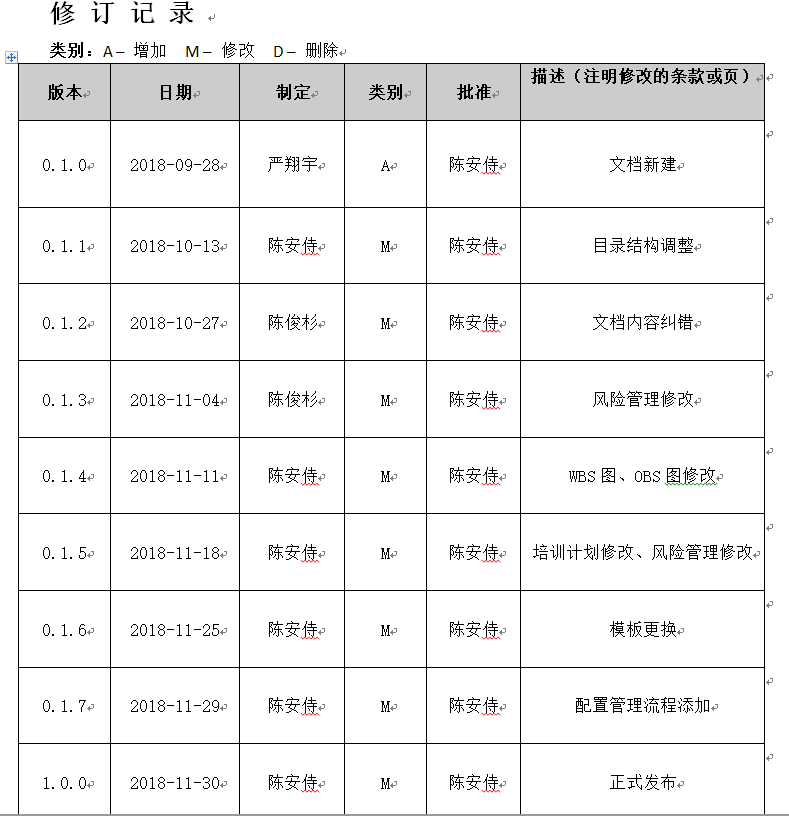 修 订 记 录
类别：A – 增加 M – 修改 D – 删除
版本 日期 制定 类别 批准 描述（注明修改的条款或页）
0.1.0 2018-09-28 严翔宇 A 陈安侍 文档新建
0.1.1 2018-10-13 陈安侍 M 陈安侍 目录结构调整
0.1.2 2018-10-27 陈俊杉 M 陈安侍 文档内容纠错
0.1.3 2018-11-04 陈俊杉 M 陈安侍 风险管理修改
0.1.4 2018-11-11 陈安侍 M 陈安侍 WBS 图、OBS 图修改
0.1.5 2018-11-18 陈安侍 M 陈安侍 培训计划修改、风险管理修改
0.1.6 2018-11-25 陈安侍 M 陈安侍 模板更换
0.1.7 2018-11-29 陈安侍 M 陈安侍 配置管理流程添加
1.0.0 2018-11-30 陈安侍 M 陈安侍 正式发布